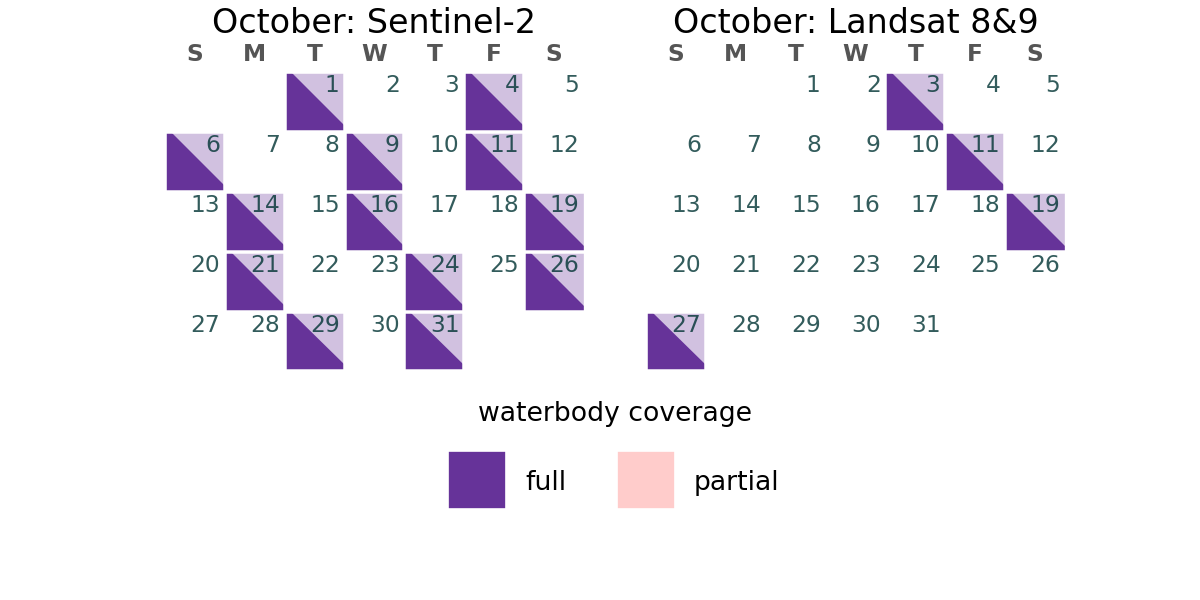 October: Sentinel-2
S M T W T F S
1 2 3 4 5
6 7 8 9 10 11 12
13 14 15 16 17 18 19
20 21 22 23 24 25 26
27 28 29 30 31
October: Landsat 8&9
S M T W T F S
1 2 3 4 5
6 7 8 9 10 11 12
13 14 15 16 17 18 19
20 21 22 23 24 25 26
27 28 29 30 31
waterbody coverage
full partial